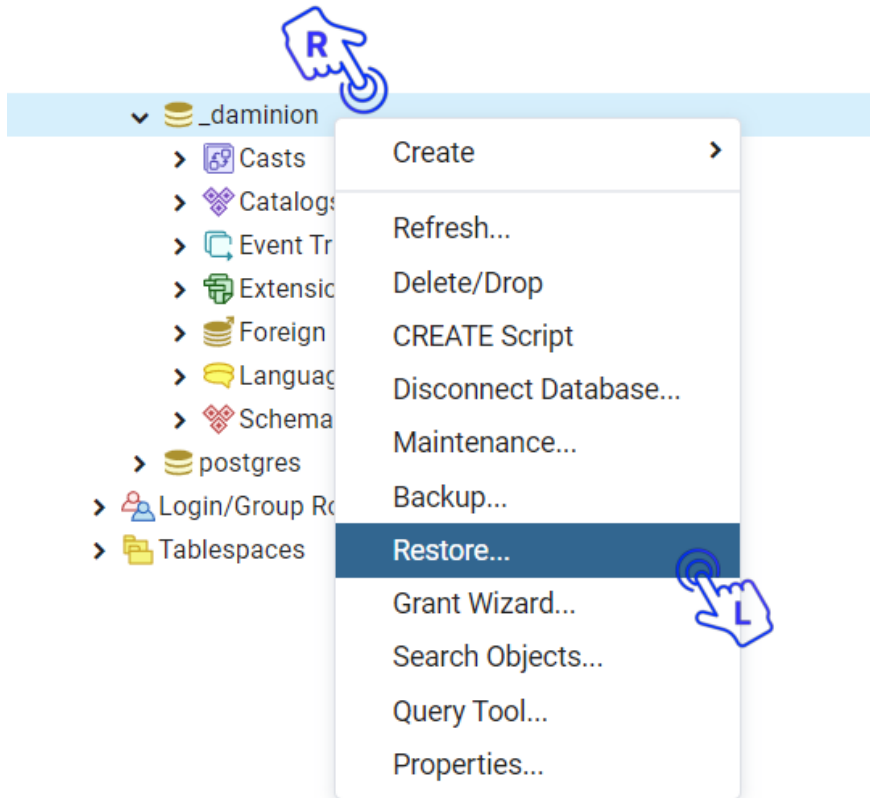 R
_daminion
Casts
Catalogs
Event Tr
Extensio
Foreign
Languag
Schema
postgres
Login/Group Ro
Tablespaces
Create
Refresh...
Delete/Drop
CREATE Script
Disconnect Database...
Maintenance...
Backup...
Restore...
Grant Wizard...
L
Search Objects...
Query Tool...
Properties...